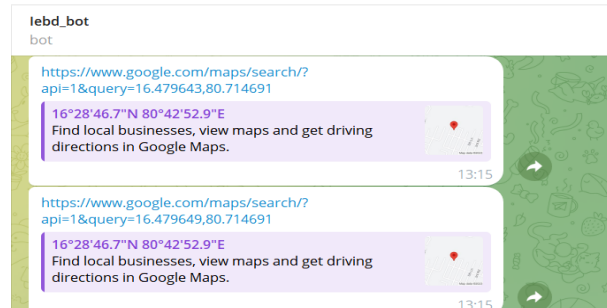 Iebd_bot
bot
https://www.google.com/maps/search/?
api=1&query=16.479643,80.714691
16°28'46.7"N 80°42'52.9"E
Find local businesses, view maps and get driving
directions in Google Maps.
13:15
https://www.google.com/maps/search/?
api=1&query=16.479649,80.714691
16°28'46.7"N 80°42'52.9"E
Find local businesses, view maps and get driving
directions in Google Maps.
13:15